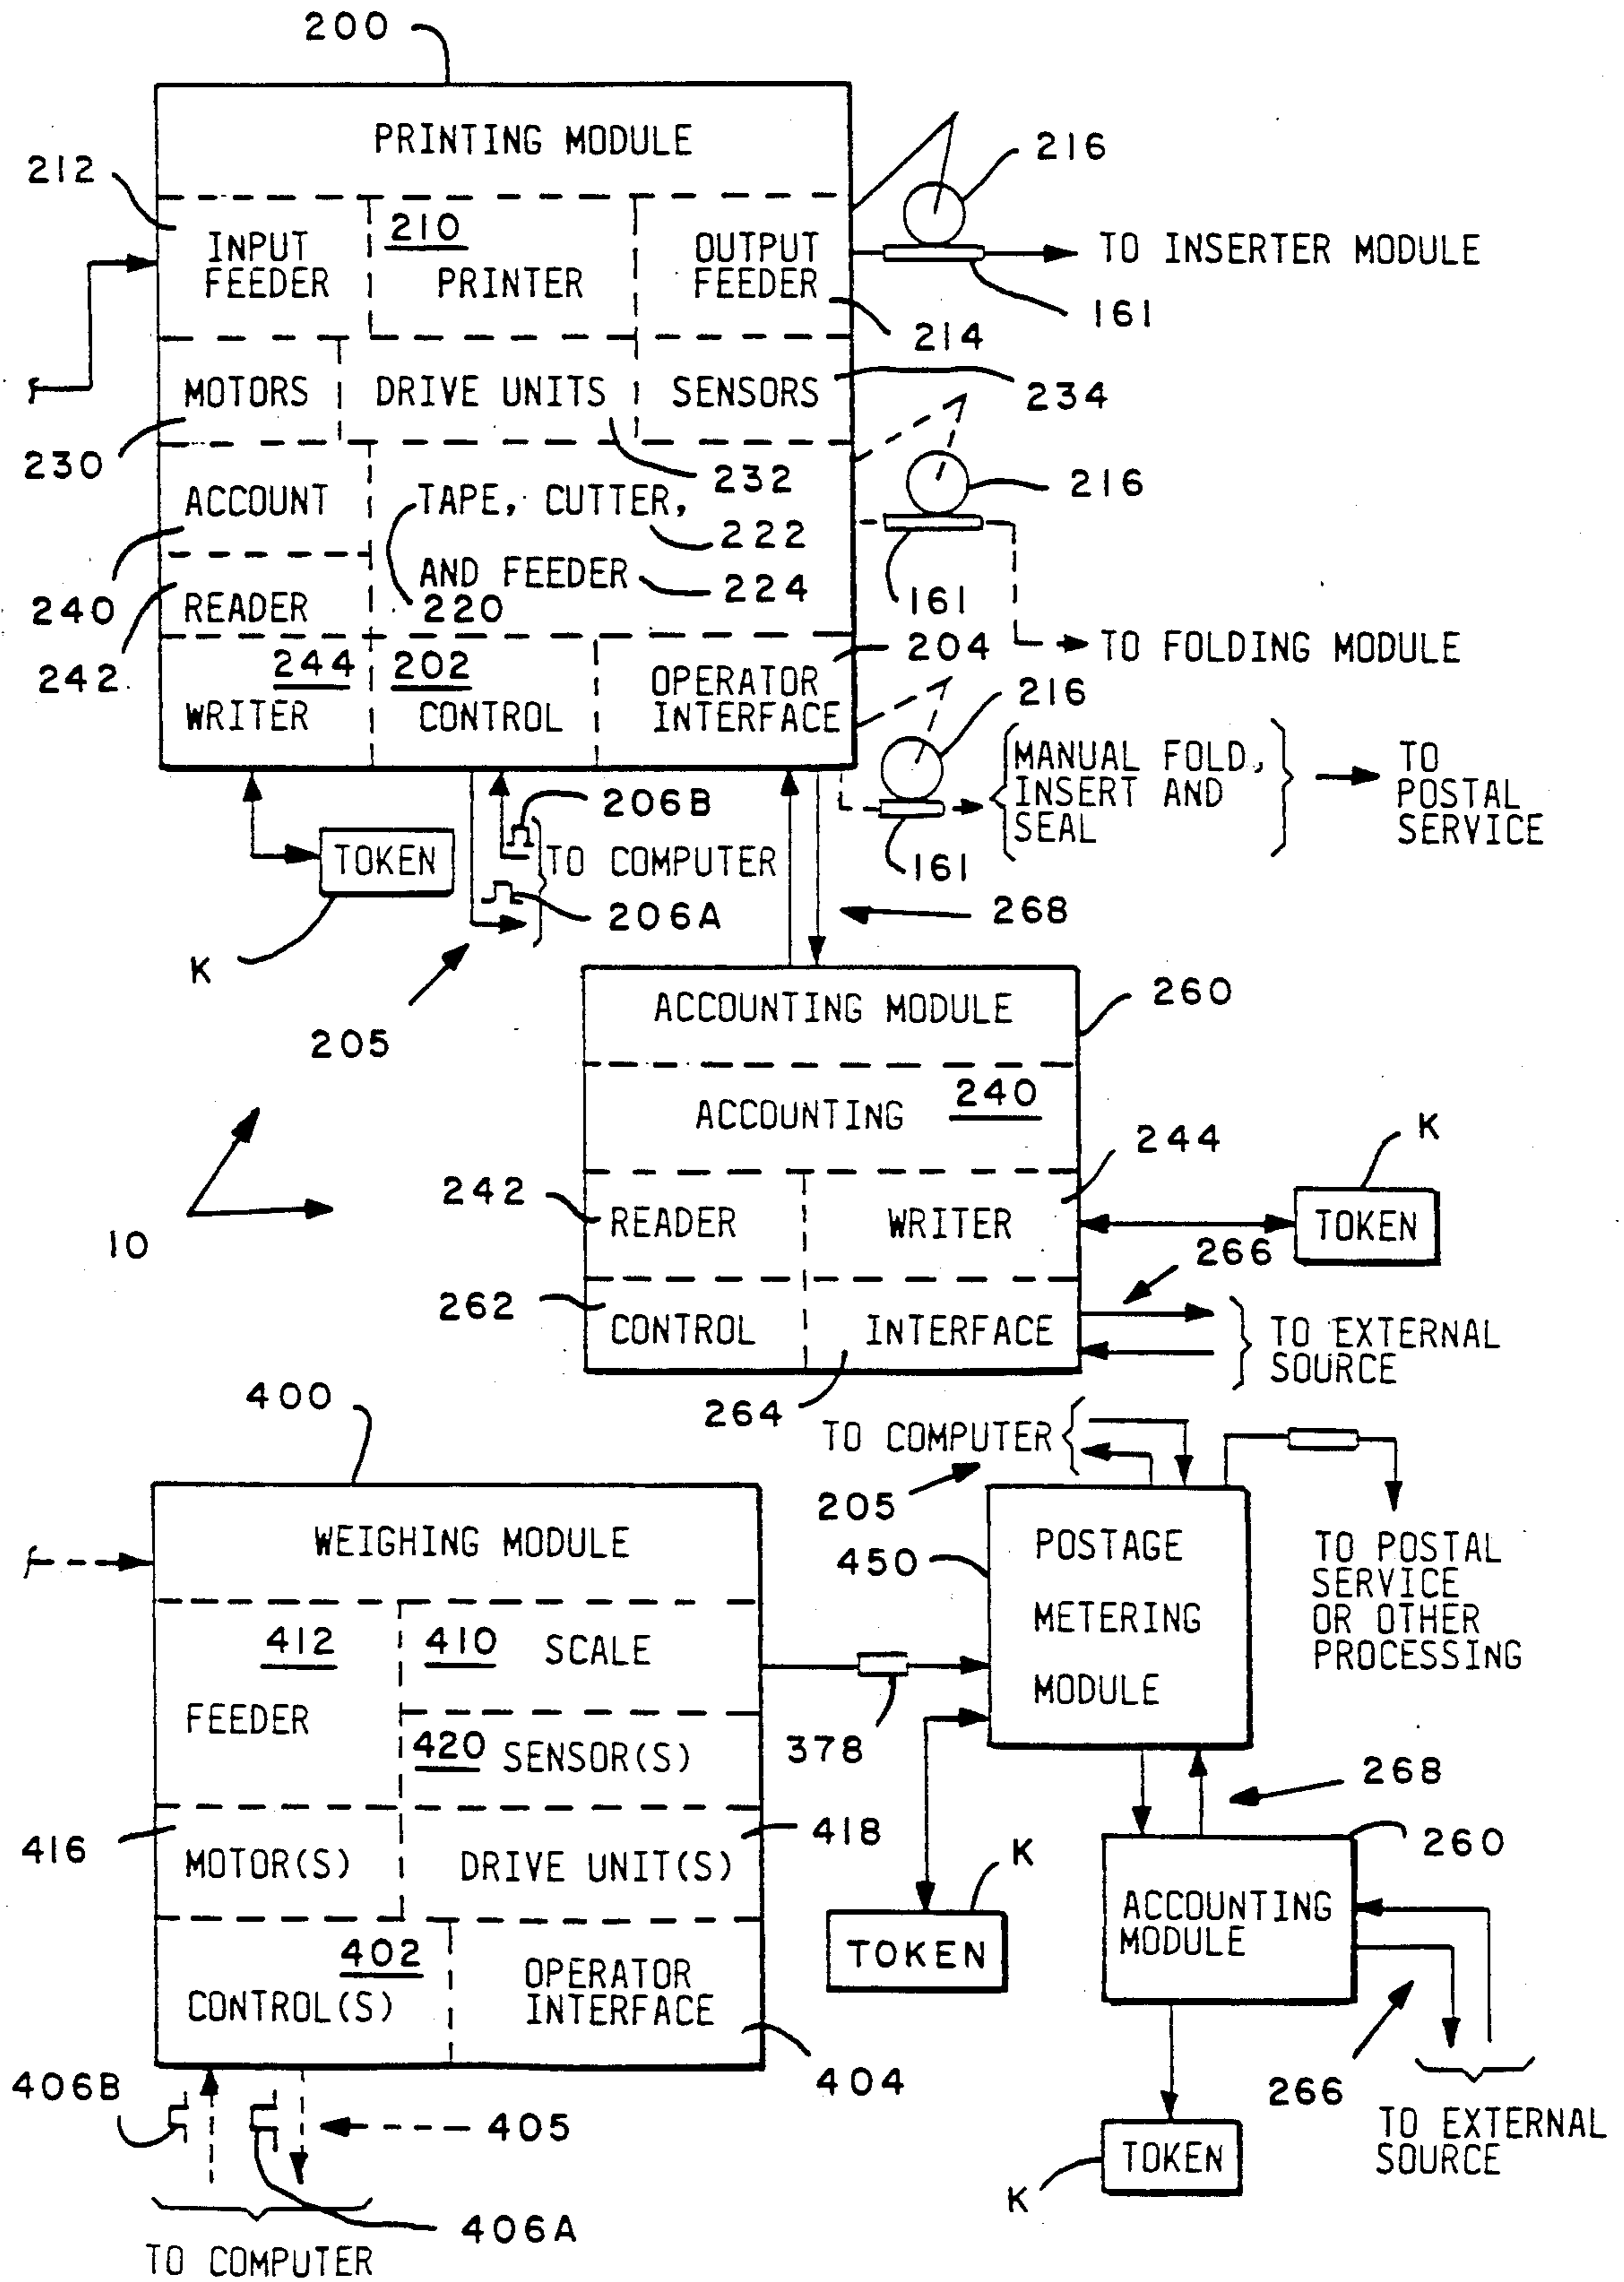 200
PRINTING MODULE
212
216
INPUT
FEEDER
210
PRINTER
OUTPUT
FEEDER
TO INSERTER MODULE
161
214
MOTORS
DRIVE UNITS
SENSORS
234
230
232
216
ACCOUNT
TAPE, CUTTER,
222
AND FEEDER
224
240
READER
220
161
204
TO FOLDING MODULE
242
244
WRITER
202
CONTROL
OPERATOR
INTERFACE
216
MANUAL FOLD,
INSERT AND
SEAL
TO
POSTAL
SERVICE
206B
TOKEN
TO COMPUTER
161
206A
268
K
205
ACCOUNTING MODULE
260
ACCOUNTING
240
10
K
244
242
READER
WRITER
TOKEN
266
262
CONTROL
INTERFACE
TO EXTERNAL
SOURCE
264
400
TO COMPUTER
205
WEIGHING MODULE
450
POSTAGE
METERING
MODULE
TO POSTAL
SERVICE
OR OTHER
PROCESSING
412
FEEDER
410
SCALE
420
SENSOR(S)
378
268
416
MOTOR(S)
DRIVE UNIT(S)
418
260
K
ACCOUNTING
MODULE
TOKEN
402
CONTROL(S)
OPERATOR
INTERFACE
404
266
406B
405
TO EXTERNAL
SOURCE
TOKEN
K
406A
TO COMPUTER